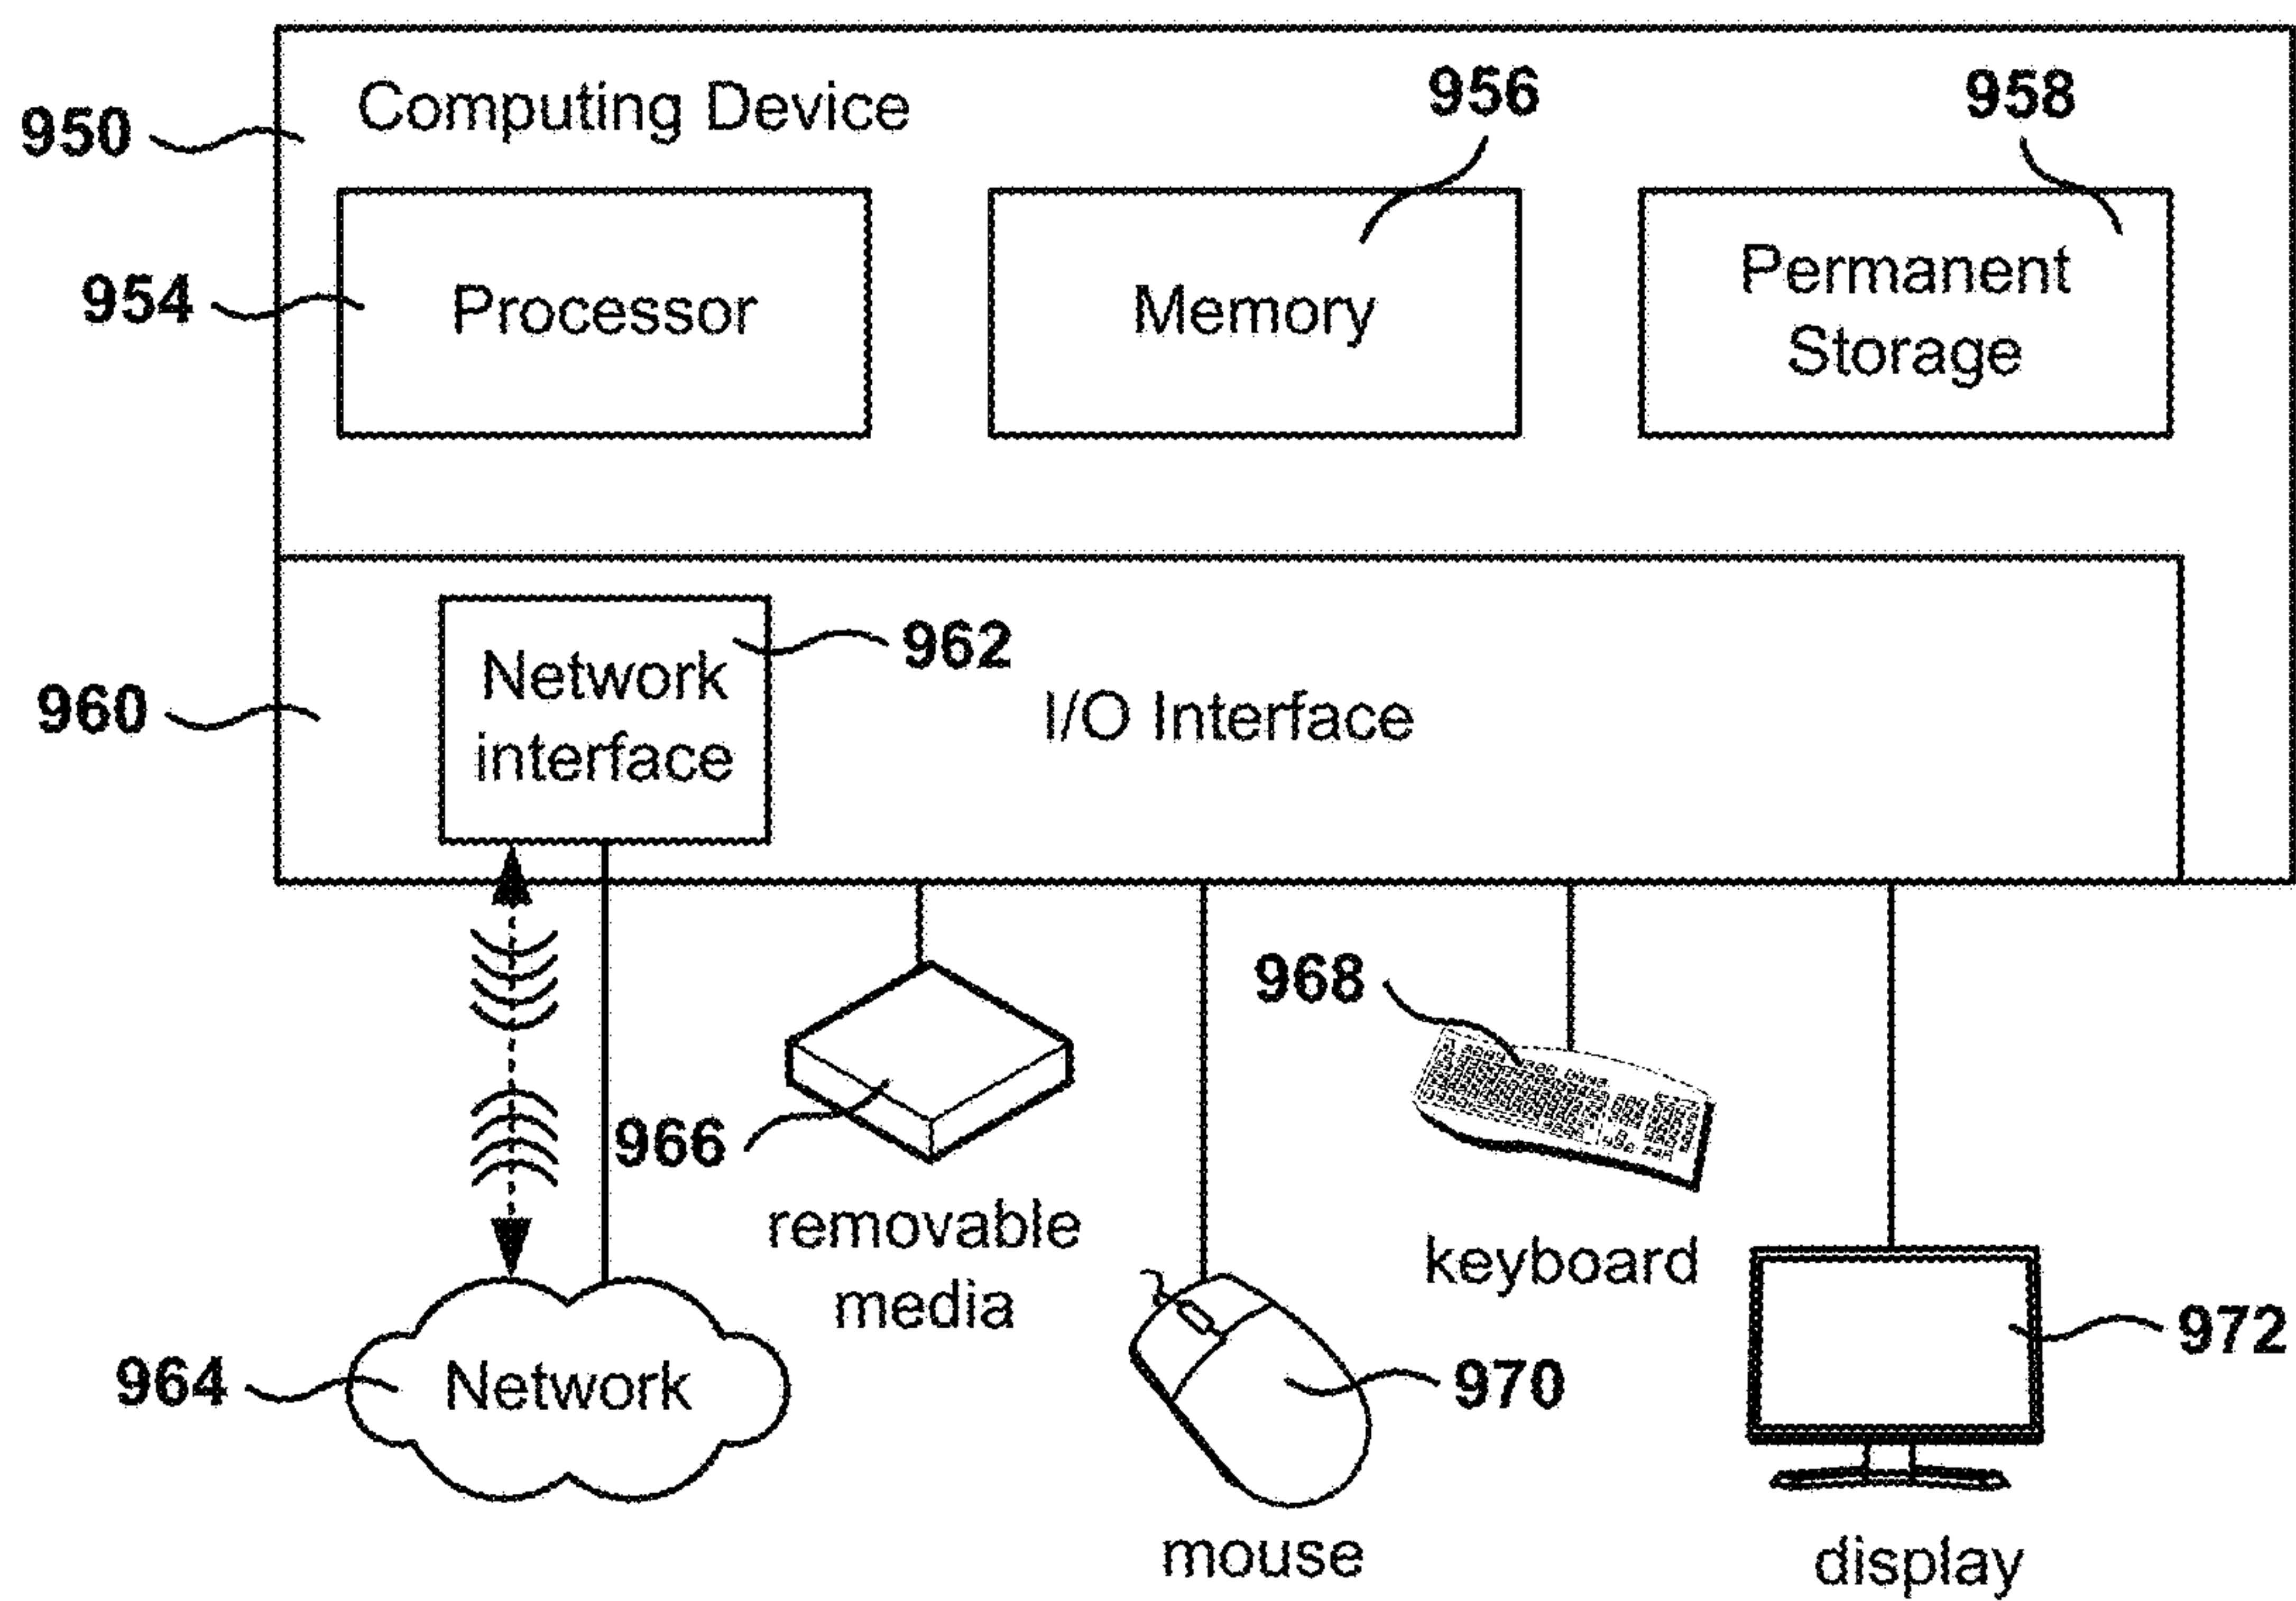 Computing Device
950
956
958
954
Processor
Memory
Permanent
Storage
960
Network
interface
962
I/O Interface
966
removable
media
968
keyboard
964
Network
970
mouse
972
display